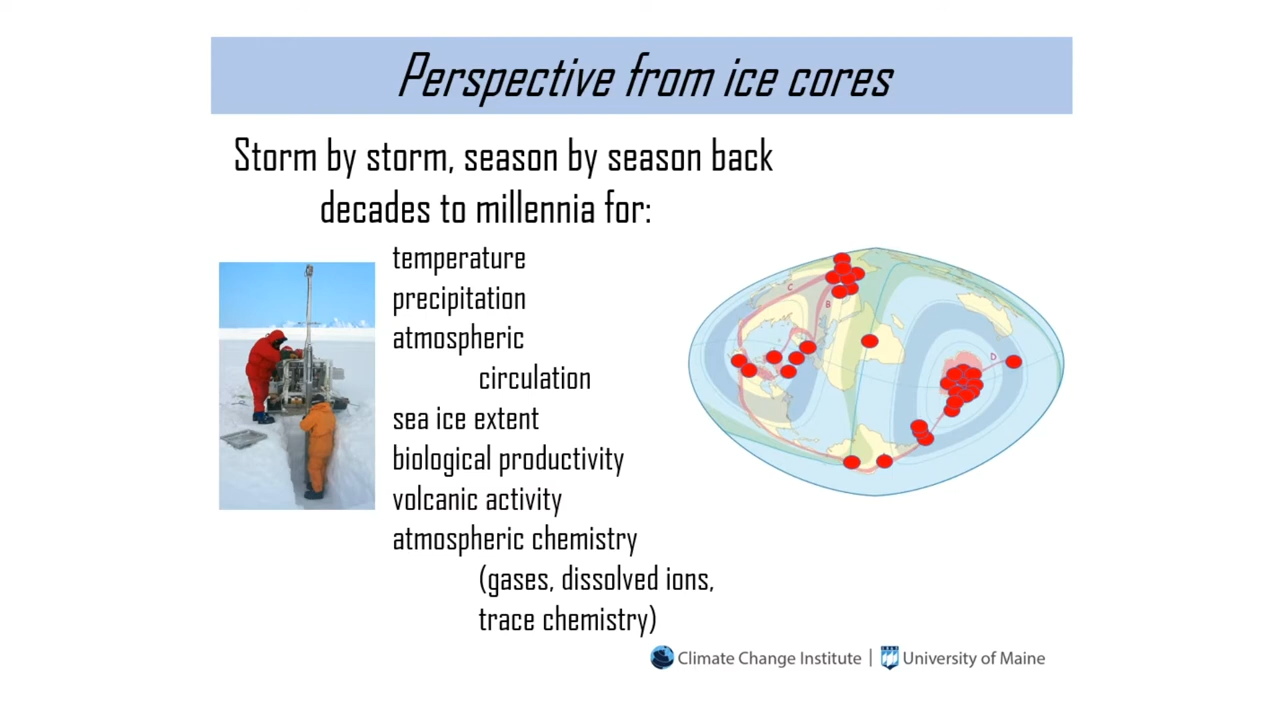 Perspective from ice cores
Storm by storm, season by season back
decades to millennia for:
temperature
precipitation
atmospheric
circulation
sea ice extent
biological productivity
volcanic activity
atmospheric chemistry
(gases, dissolved ions,
trace chemistry)
C
B
D
Climate Change Institute | University of Maine